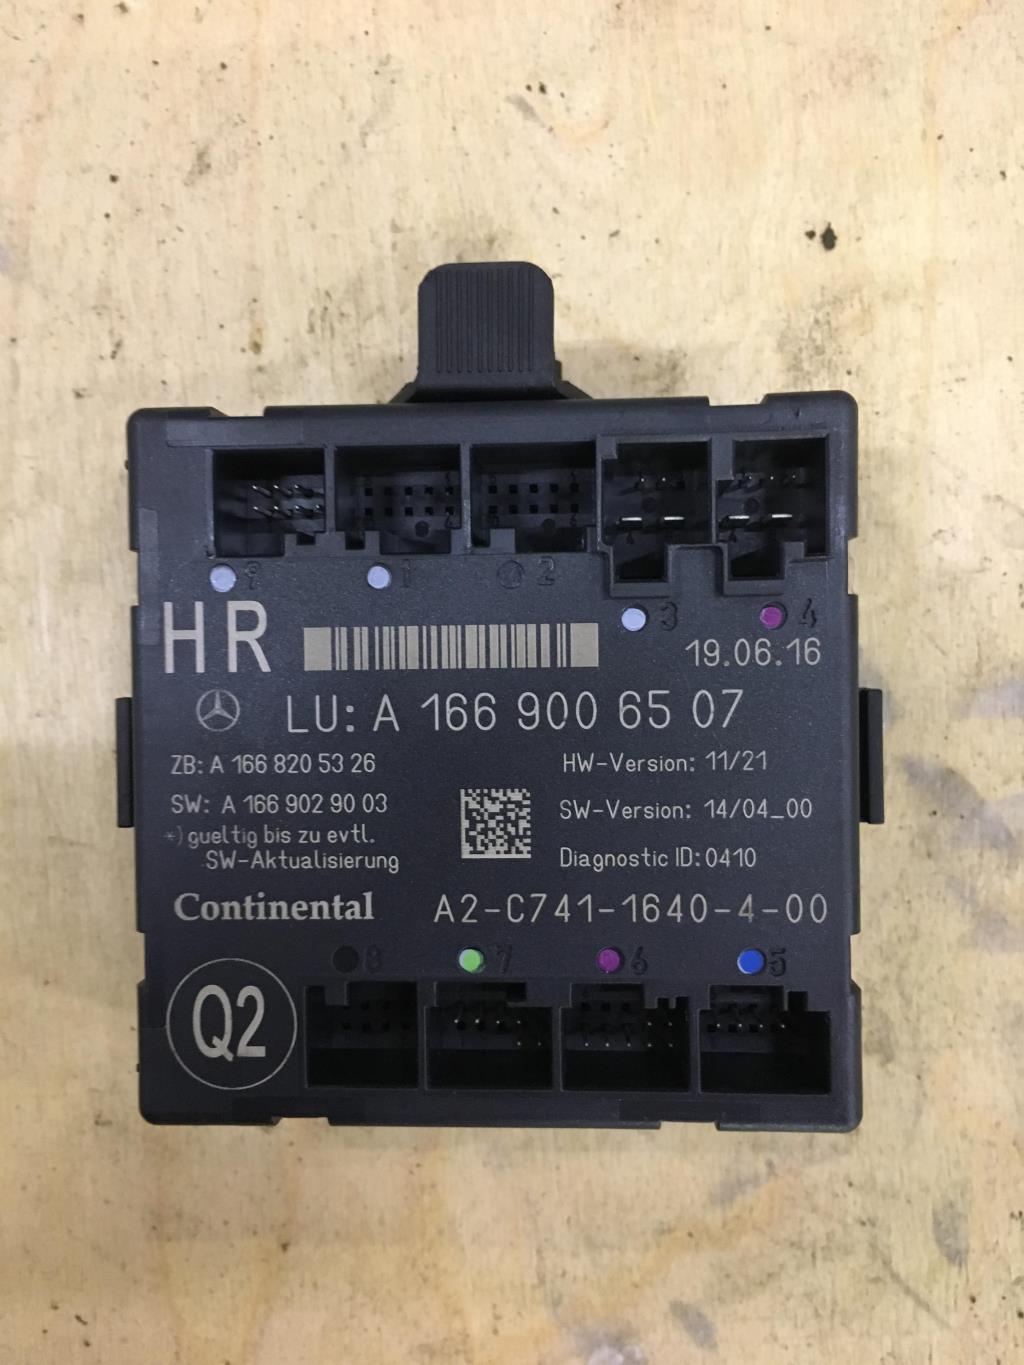 9 1 2
3 4
HR
19.06.16
LU: A 166 900 65 07
ZB: A 166 820 53 26
HW-Version: 11/21
SW: A 166 902 90 03
SW-Version: 14/04_00
*) gueltig bis zu evtl.
SW-Aktualisierung
Diagnostic ID: 0410
Continental
A2-C741-1640-4-00
8 7 6 5
Q2